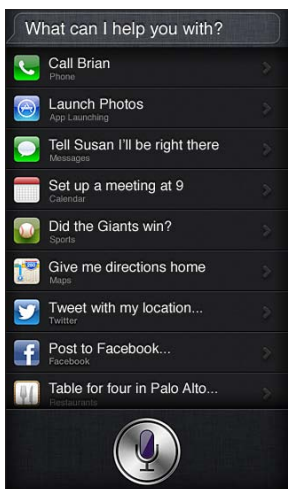 What can I help you with?
Call Brian
Phone
Launch Photos
App Launching
Tell Susan I'll be right there
Messages
Set up a meeting at 9
Calendar
Did the Giants win?
Sports
Give me directions home
Maps
Tweet with my location...
Twitter
Post to Facebook...
Facebook
Table for four in Palo Alto...
Restaurants